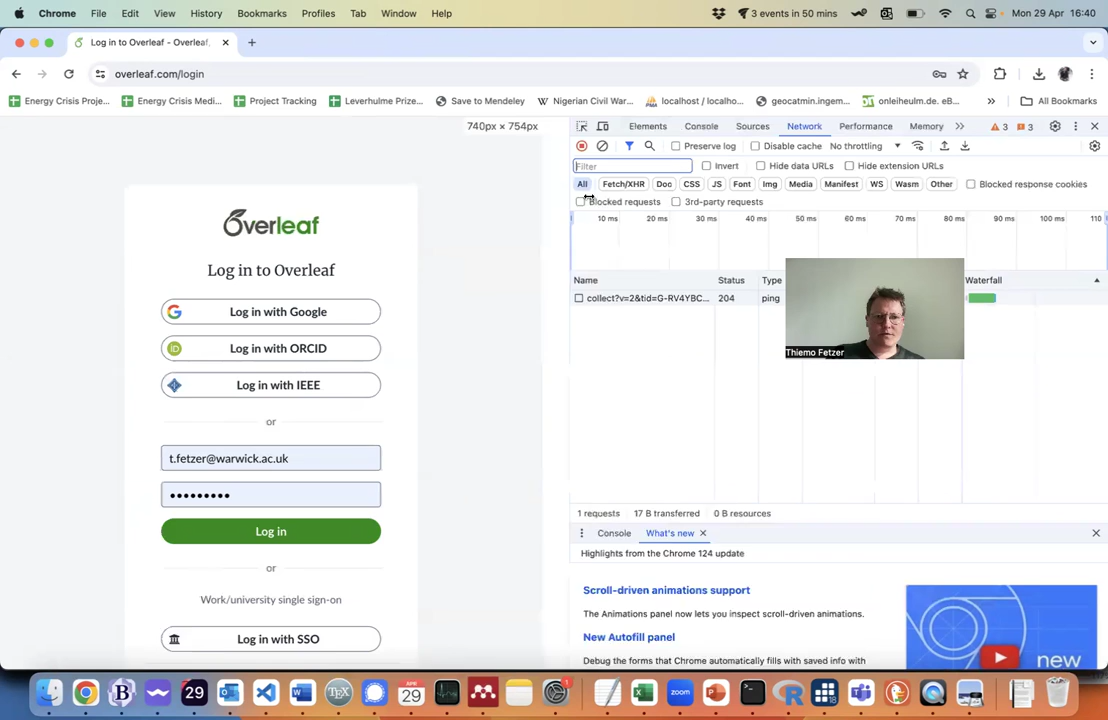 Chrome File Edit View History Bookmarks Profiles Tab Window Help 3 events in 50 mins Mon 29 Apr 16:40
Log in to Overleaf - Overleaf,
overleaf.com/login
Energy Crisis Proje... Energy Crisis Medi... Project Tracking Leverhulme Prize... Save to Mendeley Nigerian Civil War... localhost / localho... geocatmin.ingem... onleiheulm.de. eB... » All Bookmarks
740px × 754px
Elements Console Sources Network Performance Memory » 3 3
Preserve log Disable cache No throttling
Filter Invert Hide data URLs Hide extension URLs
All Fetch/XHR Doc CSS JS Font Img Media Manifest WS Wasm Other Blocked response cookies
Blocked requests 3rd-party requests
10 ms 20 ms 30 ms 40 ms 50 ms 60 ms 70 ms 80 ms 90 ms 100 ms 110
Name Status Type Waterfall
collect?v=2&tid=G-RV4YBC... 204 ping
Thiemo Fetzer
1 requests 17 B transferred 0 B resources
Console What's new
Highlights from the Chrome 124 update
Scroll-driven animations support
The Animations panel now lets you inspect scroll-driven animations.
New Autofill panel
Debug the forms that Chrome automatically fills with saved info with
new
Overleaf
Log in to Overleaf
Log in with Google
iD Log in with ORCID
Log in with IEEE
or
t.fetzer@warwick.ac.uk
•••••••••
Log in
or
Work/university single sign-on
Log in with SSO
29 29 1 zoom 18